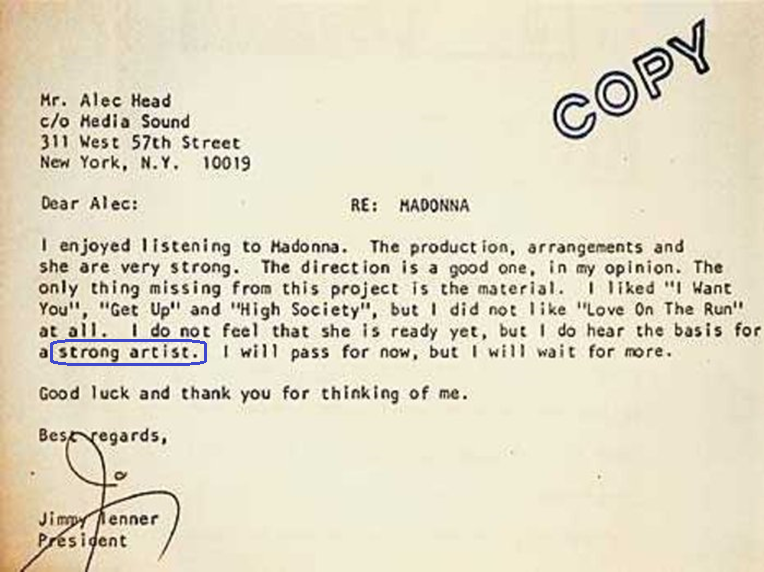 COPY
Mr. Alec Head
c/o Media Sound
311 West 57th Street
New York, N.Y. 10019
Dear Alec: RE: MADONNA
I enjoyed listening to Madonna. The production, arrangements and
she are very strong. The direction is a good one, in my opinion. The
only thing missing from this project is the material. I liked "I Want
You", "Get Up" and "High Society", but I did not like "Love On The Run"
at all. I do not feel that she is ready yet, but I do hear the basis for
a strong artist. I will pass for now, but I will wait for more.
Good luck and thank you for thinking of me.
Best regards,
Jimmy Ienner
President